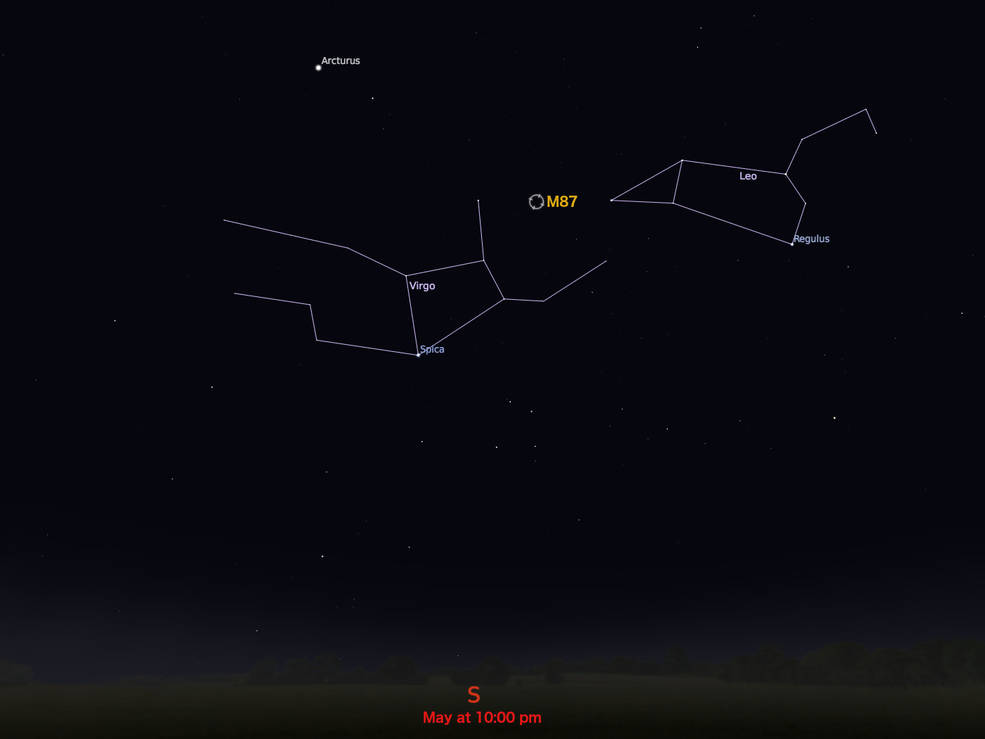 Arcturus
Leo
M87
Regulus
Virgo
Spica
S
May at 10:00 pm